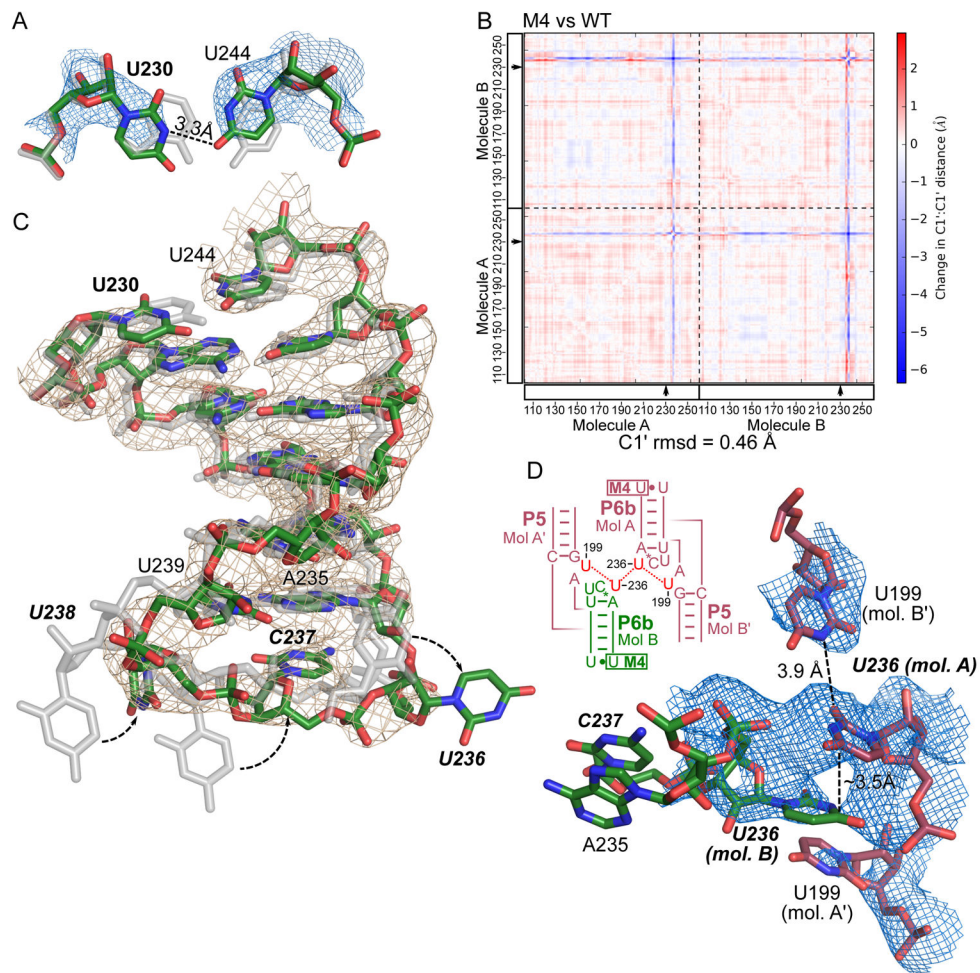 A
U230
U244
3.3Å
B
M4 vs WT
Molecule B
Molecule A
250
230
210
190
170
150
130
110
250
230
210
190
170
150
130
110
110 130 150 170 190 210 230 250 110 130 150 170 190 210 230 250
Molecule A Molecule B
C1' rmsd = 0.46 Å
2
1
0
−1
−2
−3
−4
−5
−6
Change in C1':C1' distance (Å)
C
U244
U230
U239
A235
U238
C237
U236
D
M4 U U
P5
Mol A'
P6b
Mol A
A U
C U
A
C G U
199
236 U
U 236
U
199
G C
A
U C
U A
P6b
Mol B
P5
Mol B'
U U M4
U199
(mol. B')
3.9 Å
U236 (mol. A)
C237
~3.5Å
A235
U236
(mol. B)
U199
(mol. A')